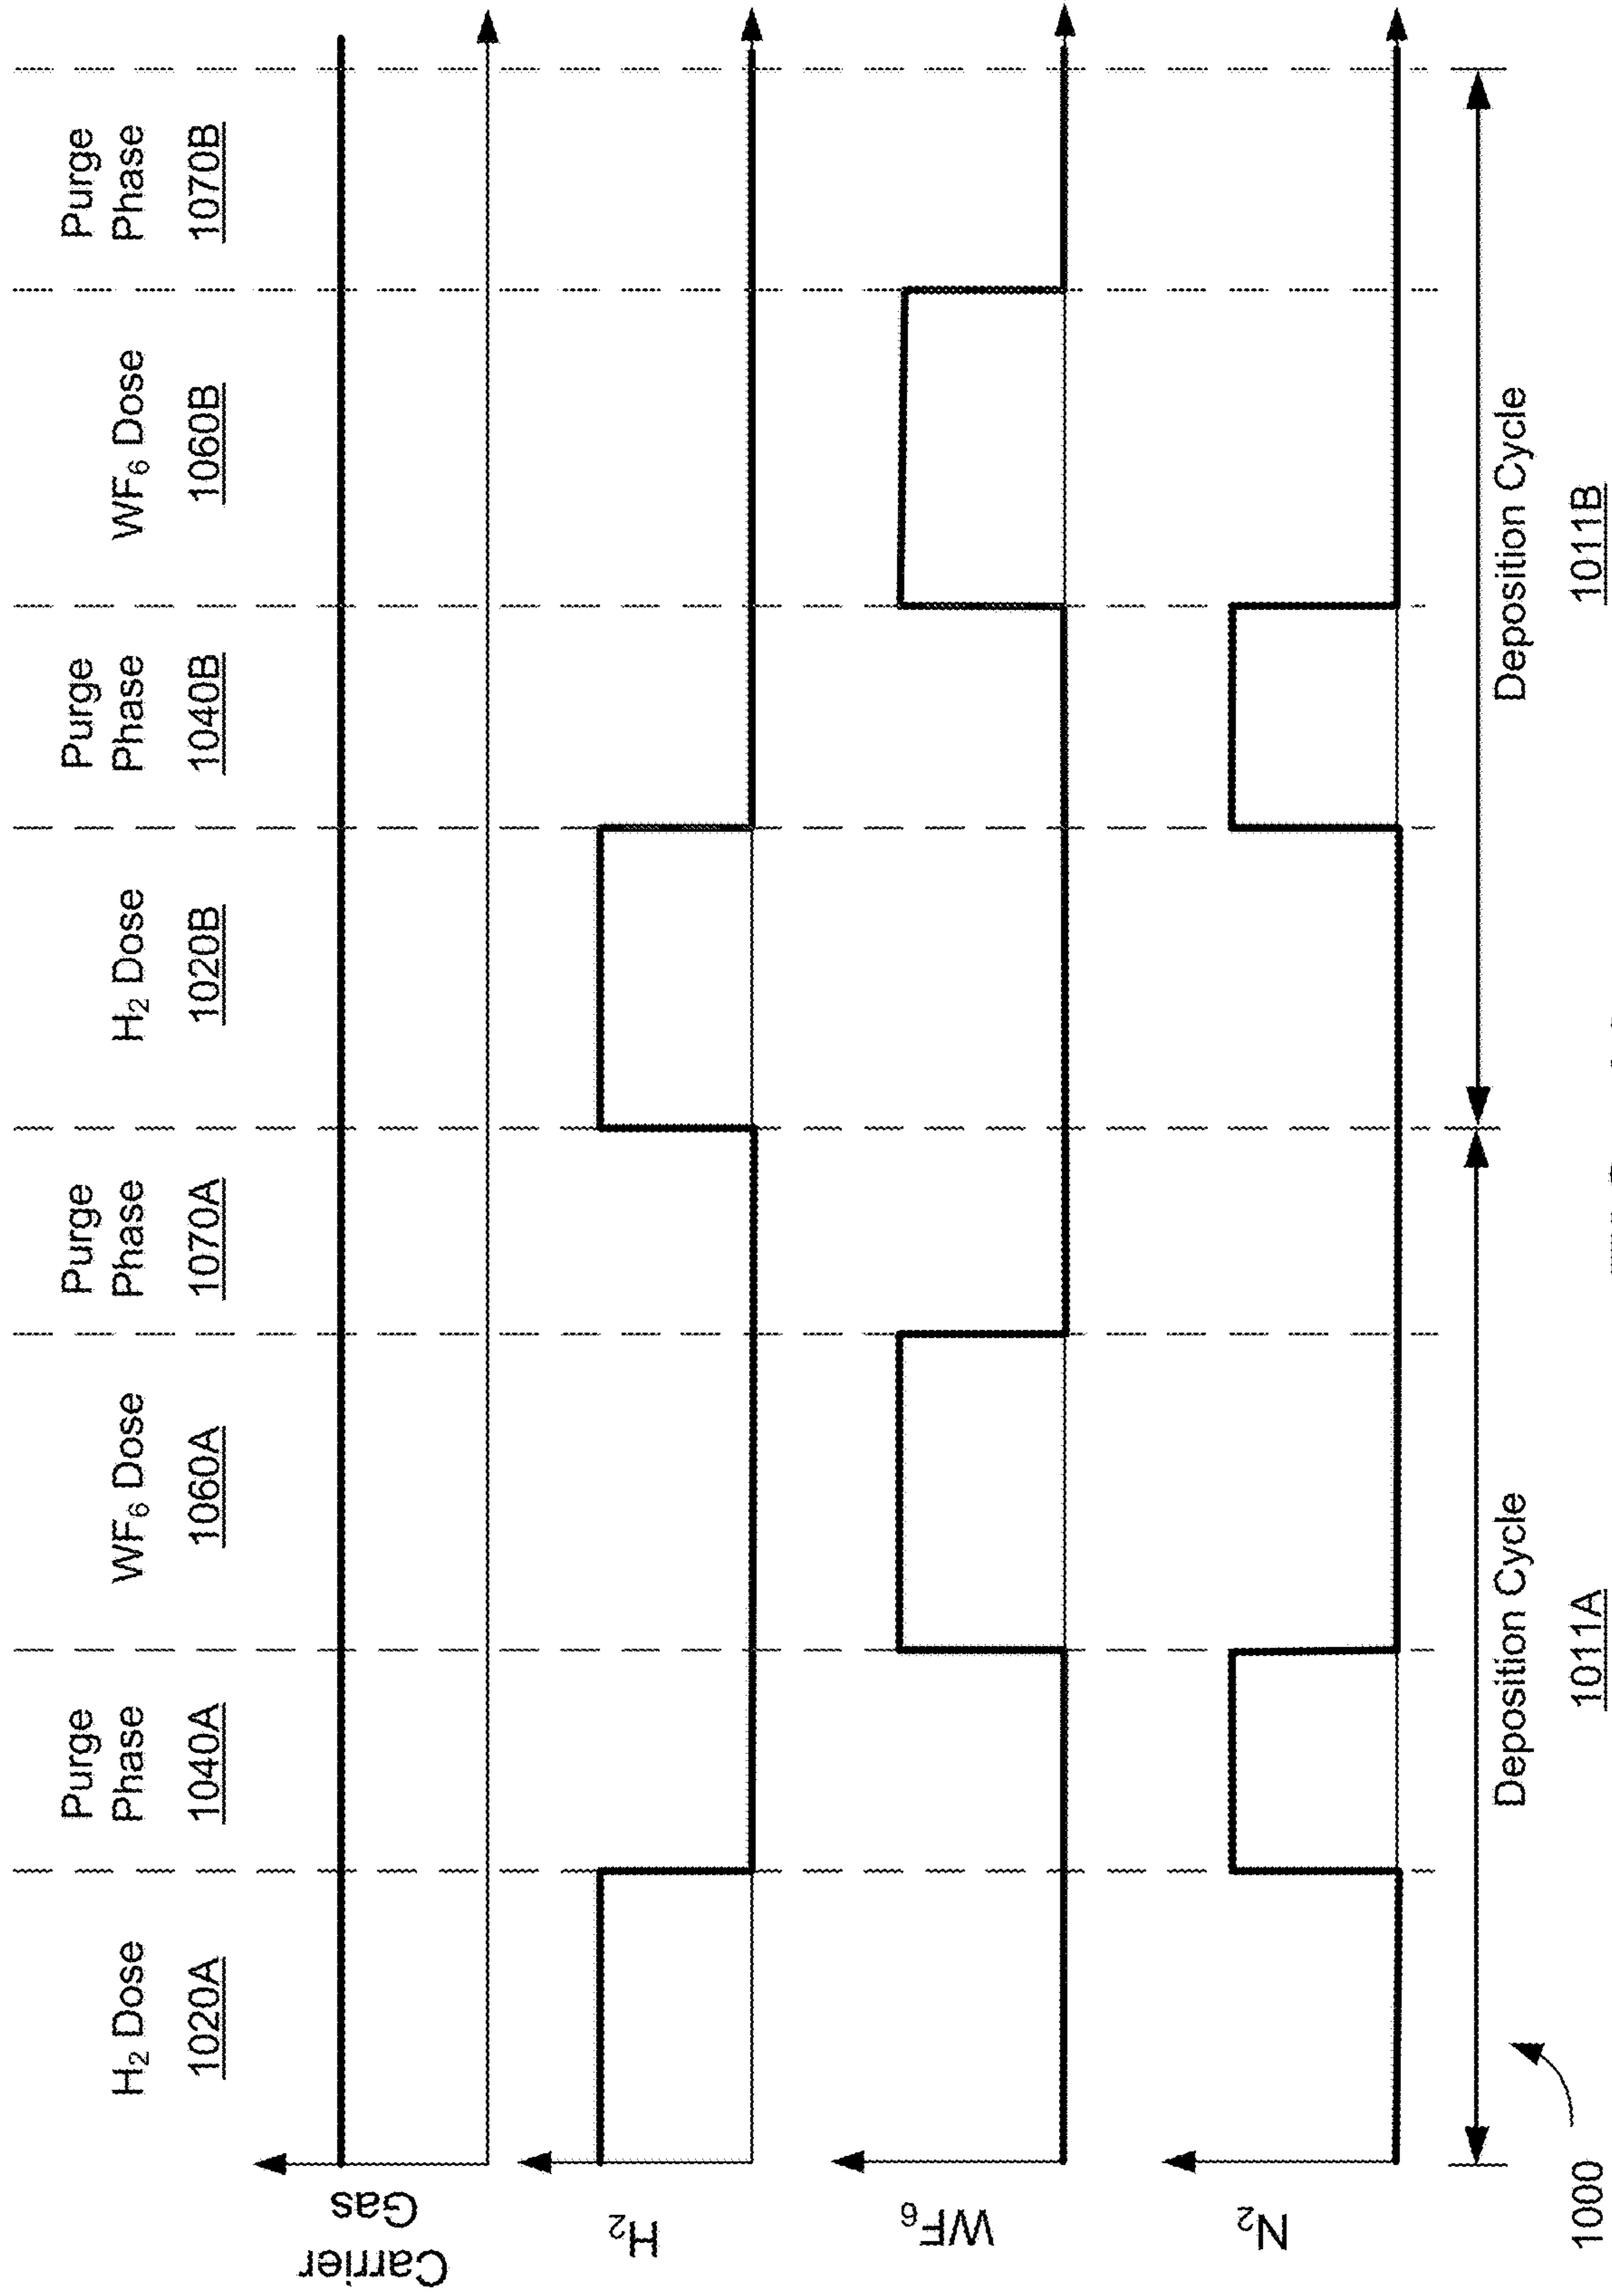 H₂ Dose
1020A
Purge
Phase
1040A
WF₆ Dose
1060A
Purge
Phase
1070A
H₂ Dose
1020B
Purge
Phase
1040B
WF₆ Dose
1060B
Purge
Phase
1070B
Carrier
Gas
H₂
WF₆
N₂
Deposition Cycle
1011A
Deposition Cycle
1011B
1000